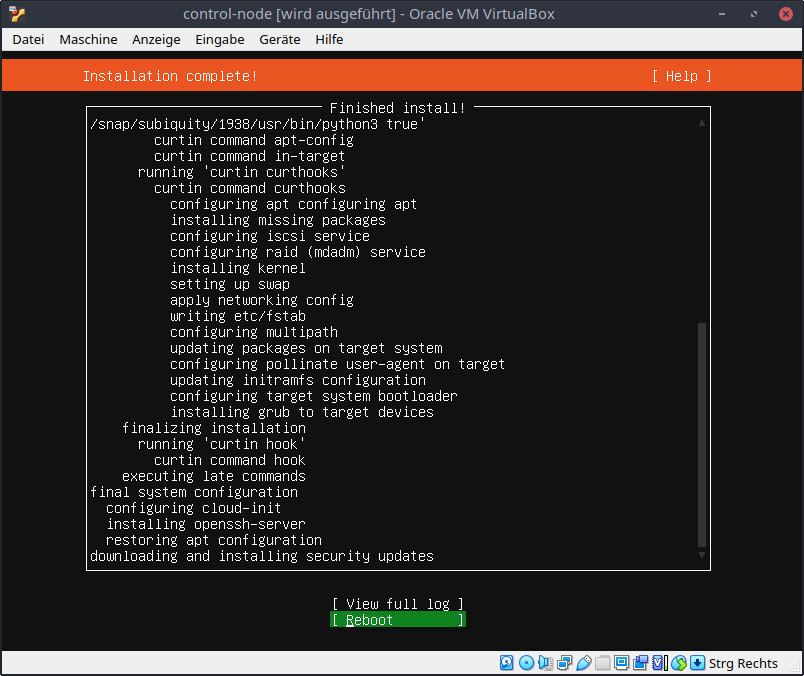 control-node [wird ausgeführt] - Oracle VM VirtualBox
Datei Maschine Anzeige Eingabe Geräte Hilfe
Installation complete! [ Help ]
Finished install!
/snap/subiquity/1938/usr/bin/python3 true'
curtin command apt-config
curtin command in-target
running 'curtin curthooks'
curtin command curthooks
configuring apt configuring apt
installing missing packages
configuring iscsi service
configuring raid (mdadm) service
installing kernel
setting up swap
apply networking config
writing etc/fstab
configuring multipath
updating packages on target system
configuring pollinate user-agent on target
updating initramfs configuration
configuring target system bootloader
installing grub to target devices
finalizing installation
running 'curtin hook'
curtin command hook
executing late commands
final system configuration
configuring cloud-init
installing openssh-server
restoring apt configuration
downloading and installing security updates
[ View full log ]
[ Reboot ]
Strg Rechts